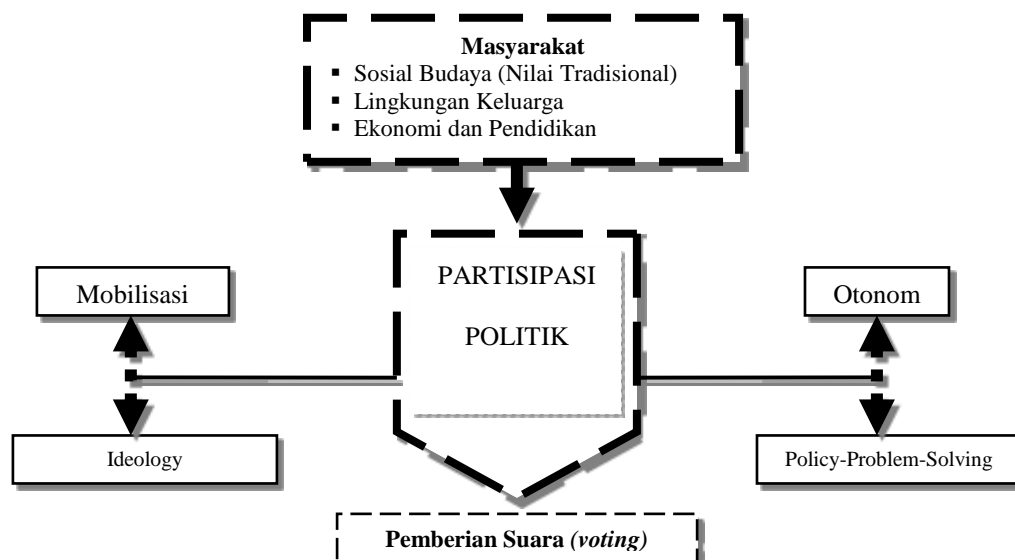 Masyarakat
▪ Sosial Budaya (Nilai Tradisional)
▪ Lingkungan Keluarga
▪ Ekonomi dan Pendidikan
PARTISIPASI
POLITIK
Mobilisasi
Otonom
Ideology
Policy-Problem-Solving
Pemberian Suara (voting)